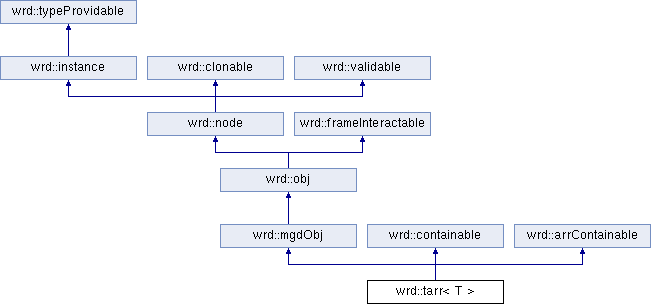 wrd::typeProvidable
wrd::instance wrd::clonable wrd::validable
wrd::node wrd::frameInteractable
wrd::obj
wrd::mgdObj wrd::containable wrd::arrContainable
wrd::tarr< T >